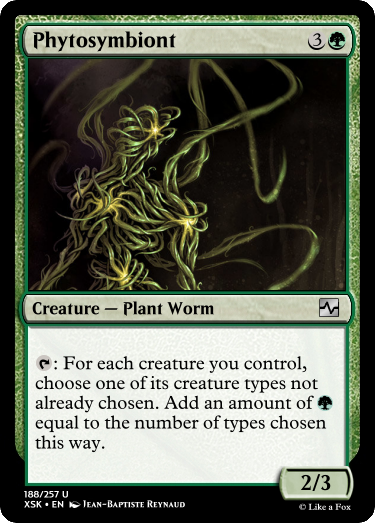 Phytosymbiont 3
Creature — Plant Worm
: For each creature you control,
choose one of its creature types not
already chosen. Add an amount of
equal to the number of types chosen
this way.
2/3
188/257 U
XSK • EN Jean-Baptiste Reynaud
© Like a Fox